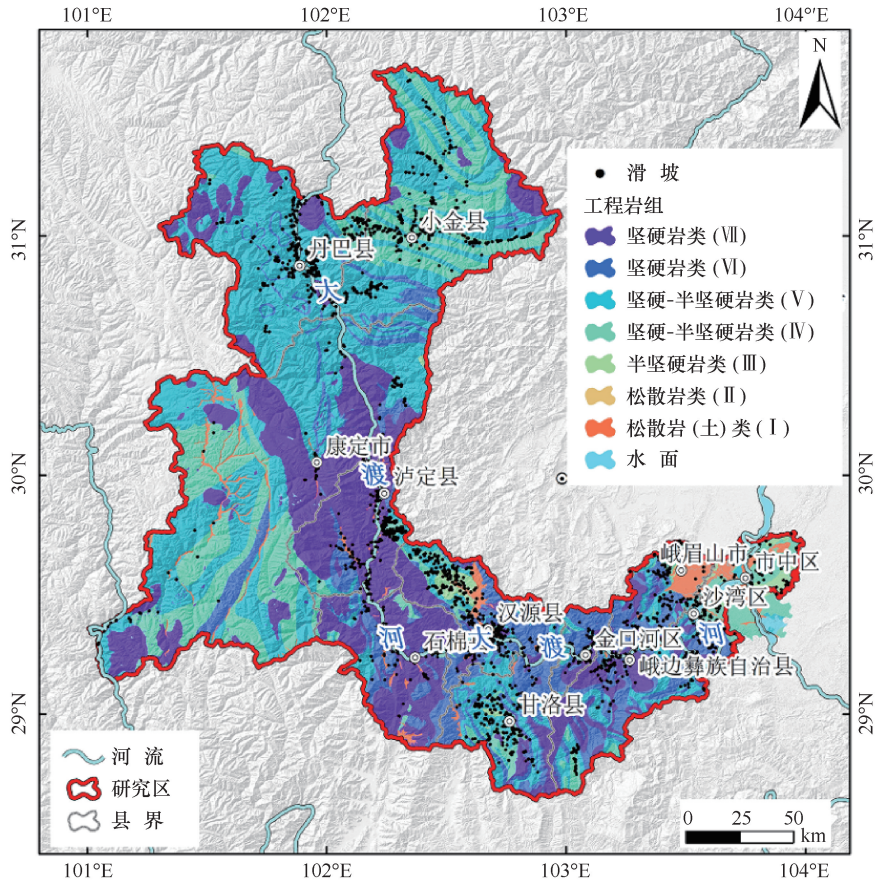 101°E
102°E
103°E
104°E
N
31°N
30°N
29°N
滑坡
工程岩组
坚硬岩类(Ⅶ)
坚硬岩类(Ⅵ)
坚硬-半坚硬岩类(Ⅴ)
坚硬-半坚硬岩类(Ⅳ)
半坚硬岩类(Ⅲ)
松散岩类(Ⅱ)
松散岩(土)类(Ⅰ)
水面
小金县
丹巴县
大
康定市
渡
泸定县
峨眉山市
市中区
沙湾区
汉源县
河
石棉
大
渡
金口河区
河
峨边彝族自治县
甘洛县
河流
研究区
县界
0 25 50
km
101°E
102°E
103°E
104°E
31°N
30°N
29°N